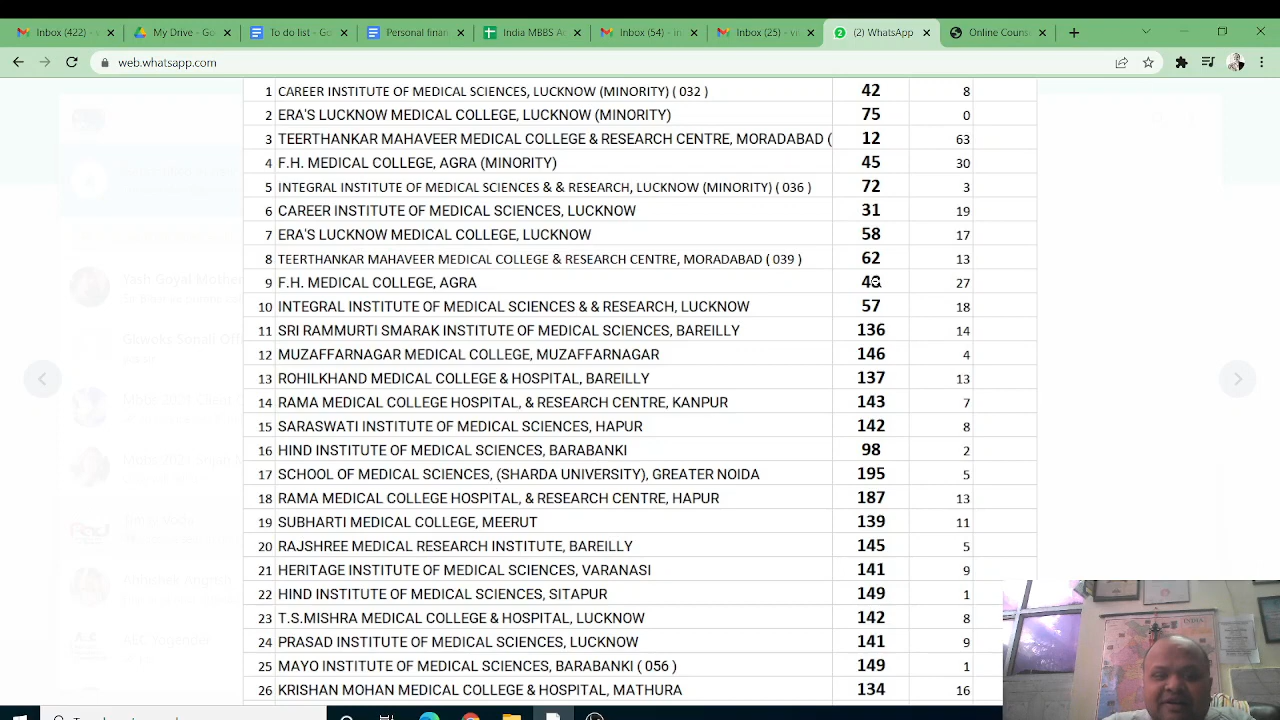 Inbox (422) - 
My Drive - Go
To do list - Go
Personal finan
India MBBS Ac
Inbox (54) - in
Inbox (25) - vi
(2) WhatsApp
Online Couns
web.whatsapp.com
1 CAREER INSTITUTE OF MEDICAL SCIENCES, LUCKNOW (MINORITY) ( 032 ) 42 8
2 ERA'S LUCKNOW MEDICAL COLLEGE, LUCKNOW (MINORITY) 75 0
3 TEERTHANKAR MAHAVEER MEDICAL COLLEGE & RESEARCH CENTRE, MORADABAD ( 12 63
4 F.H. MEDICAL COLLEGE, AGRA (MINORITY) 45 30
5 INTEGRAL INSTITUTE OF MEDICAL SCIENCES & & RESEARCH, LUCKNOW (MINORITY) ( 036 ) 72 3
6 CAREER INSTITUTE OF MEDICAL SCIENCES, LUCKNOW 31 19
7 ERA'S LUCKNOW MEDICAL COLLEGE, LUCKNOW 58 17
8 TEERTHANKAR MAHAVEER MEDICAL COLLEGE & RESEARCH CENTRE, MORADABAD ( 039 ) 62 13
9 F.H. MEDICAL COLLEGE, AGRA 27
10 INTEGRAL INSTITUTE OF MEDICAL SCIENCES & & RESEARCH, LUCKNOW 57 18
11 SRI RAMMURTI SMARAK INSTITUTE OF MEDICAL SCIENCES, BAREILLY 136 14
12 MUZAFFARNAGAR MEDICAL COLLEGE, MUZAFFARNAGAR 146 4
13 ROHILKHAND MEDICAL COLLEGE & HOSPITAL, BAREILLY 137 13
14 RAMA MEDICAL COLLEGE HOSPITAL, & RESEARCH CENTRE, KANPUR 143 7
15 SARASWATI INSTITUTE OF MEDICAL SCIENCES, HAPUR 142 8
16 HIND INSTITUTE OF MEDICAL SCIENCES, BARABANKI 98 2
17 SCHOOL OF MEDICAL SCIENCES, (SHARDA UNIVERSITY), GREATER NOIDA 195 5
18 RAMA MEDICAL COLLEGE HOSPITAL, & RESEARCH CENTRE, HAPUR 187 13
19 SUBHARTI MEDICAL COLLEGE, MEERUT 139 11
20 RAJSHREE MEDICAL RESEARCH INSTITUTE, BAREILLY 145 5
21 HERITAGE INSTITUTE OF MEDICAL SCIENCES, VARANASI 141 9
22 HIND INSTITUTE OF MEDICAL SCIENCES, SITAPUR 149 1
23 T.S.MISHRA MEDICAL COLLEGE & HOSPITAL, LUCKNOW 142 8
24 PRASAD INSTITUTE OF MEDICAL SCIENCES, LUCKNOW 141 9
25 MAYO INSTITUTE OF MEDICAL SCIENCES, BARABANKI ( 056 ) 149 1
26 KRISHAN MOHAN MEDICAL COLLEGE & HOSPITAL, MATHURA 134 16